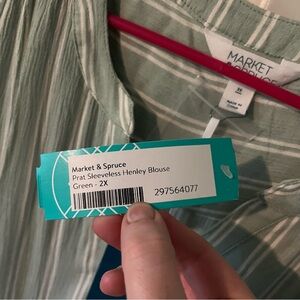 MARKET
Market & Spruce
Prat Sleeveless Henley Blouse
Green - 2X
297564077